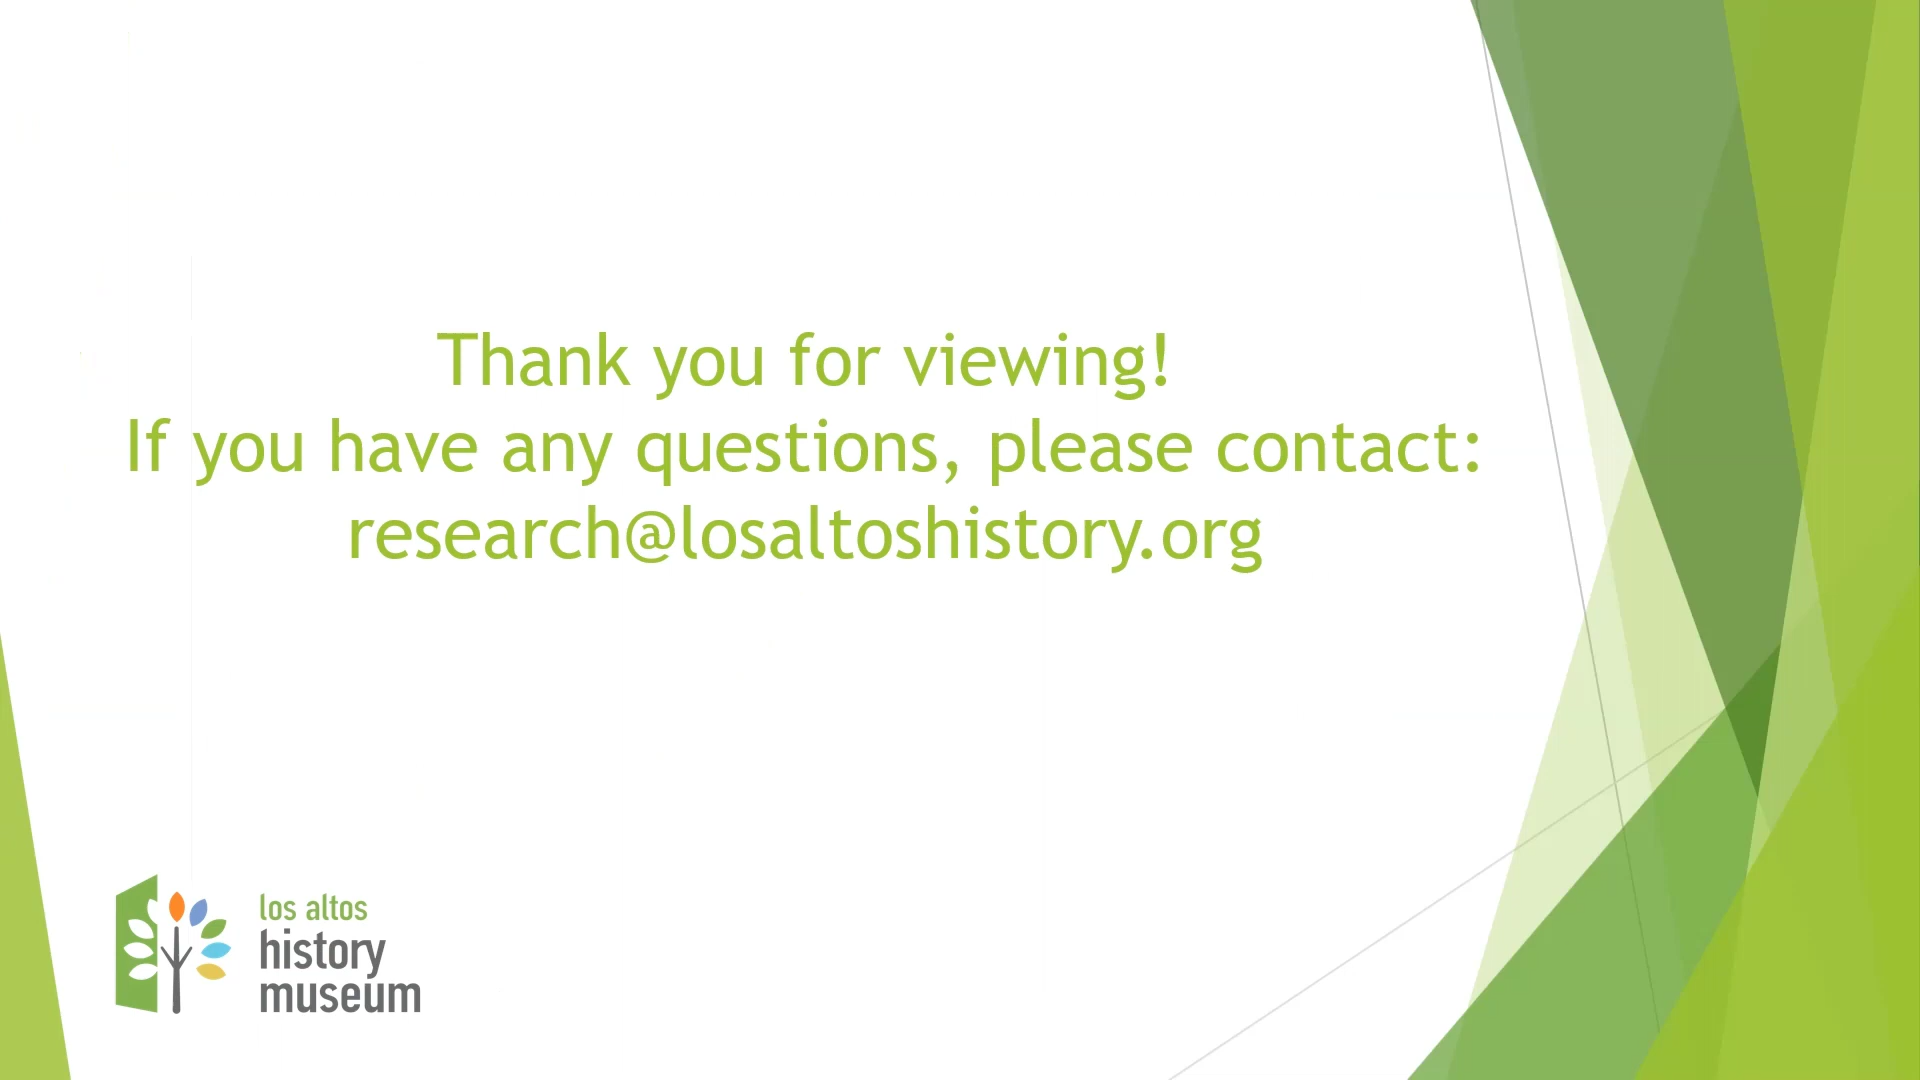 Thank you for viewing!
If you have any questions, please contact:
research@losaltoshistory.org
los altos
history
museum